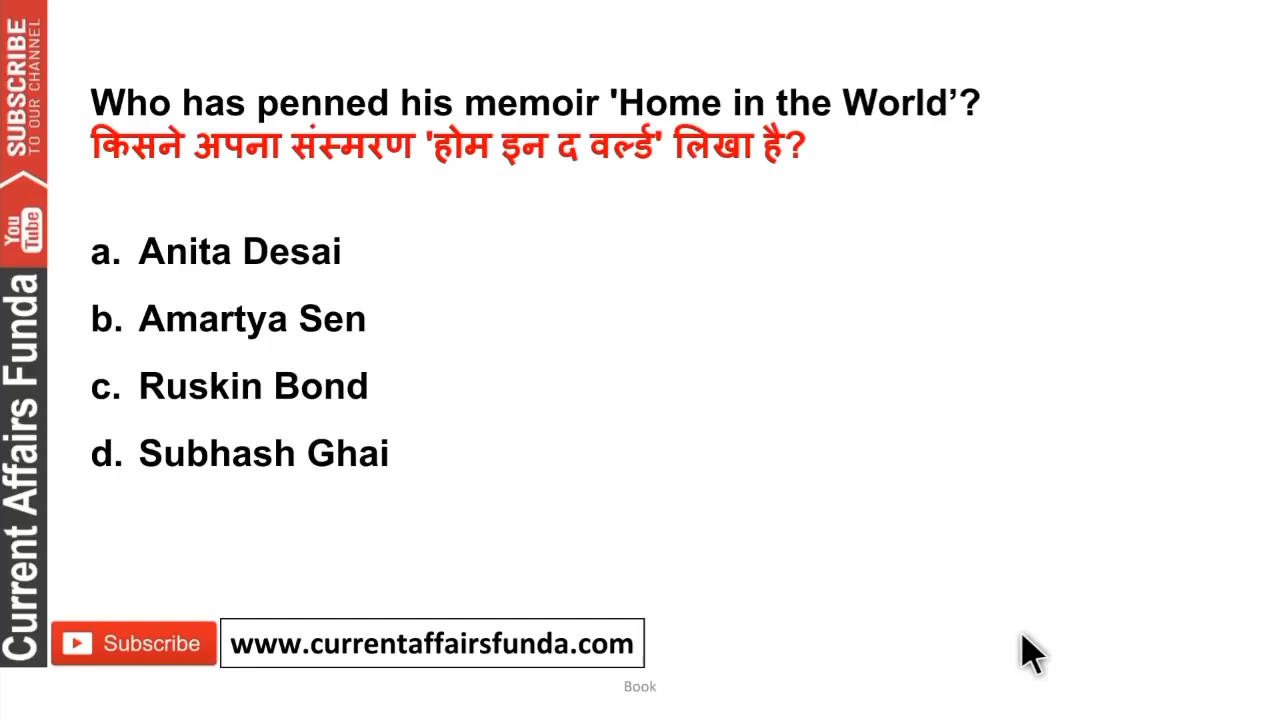 Who has penned his memoir 'Home in the World’?
किसने अपना संस्मरण 'होम इन द वर्ल्ड' लिखा है?
a. Anita Desai
b. Amartya Sen
c. Ruskin Bond
d. Subhash Ghai
SUBSCRIBE
TO OUR CHANNEL
You
Tube
Current Affairs Funda
Subscribe
www.currentaffairsfunda.com
Book